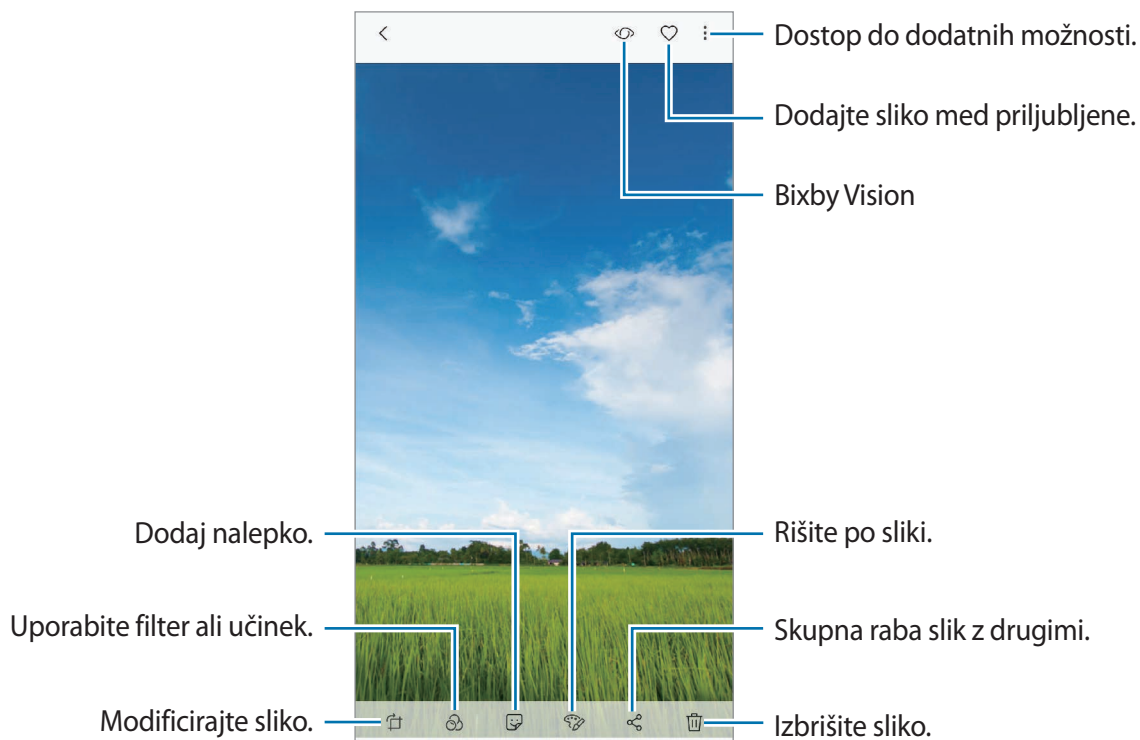 Dostop do dodatnih možnosti.
Dodajte sliko med priljubljene.
Bixby Vision
Dodaj nalepko.
Rišite po sliki.
Uporabite filter ali učinek.
Skupna raba slik z drugimi.
Modificirajte sliko.
Izbrišite sliko.